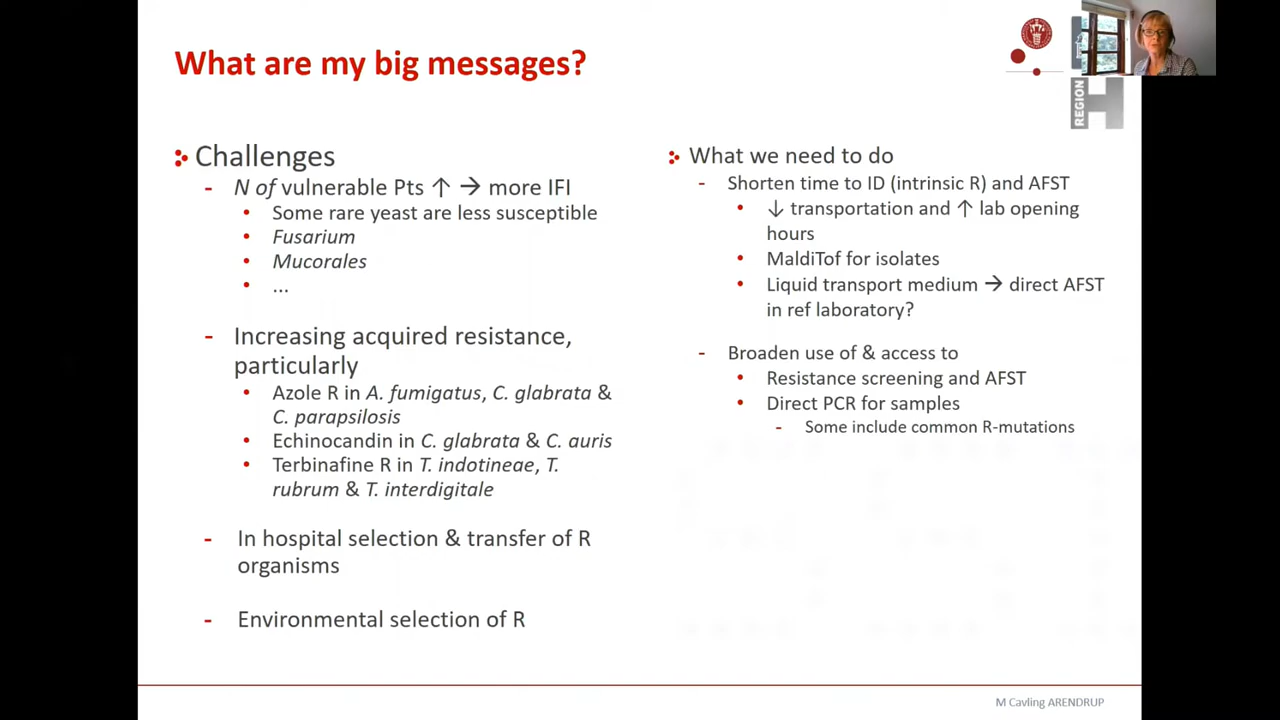 What are my big messages?
REGION H
Challenges
- N of vulnerable Pts ↑ → more IFI
• Some rare yeast are less susceptible
• Fusarium
• Mucorales
• ...
- Increasing acquired resistance,
particularly
• Azole R in A. fumigatus, C. glabrata &
C. parapsilosis
• Echinocandin in C. glabrata & C. auris
• Terbinafine R in T. indotineae, T.
rubrum & T. interdigitale
- In hospital selection & transfer of R
organisms
- Environmental selection of R
What we need to do
- Shorten time to ID (intrinsic R) and AFST
• ↓ transportation and ↑ lab opening
hours
• MaldiTof for isolates
• Liquid transport medium → direct AFST
in ref laboratory?
- Broaden use of & access to
• Resistance screening and AFST
• Direct PCR for samples
- Some include common R-mutations
M Cavling ARENDRUP